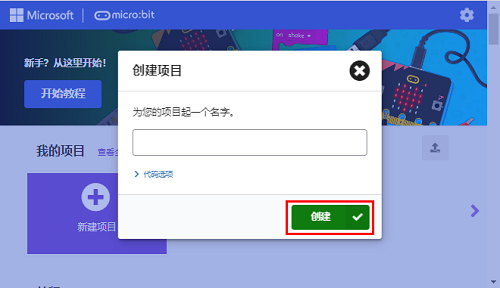 Microsoft micro:bit
on shake
新手？从这里开始！
开始教程
创建项目
为您的项目起一个名字。
代码选项
创建
我的项目 查看全
新建项目